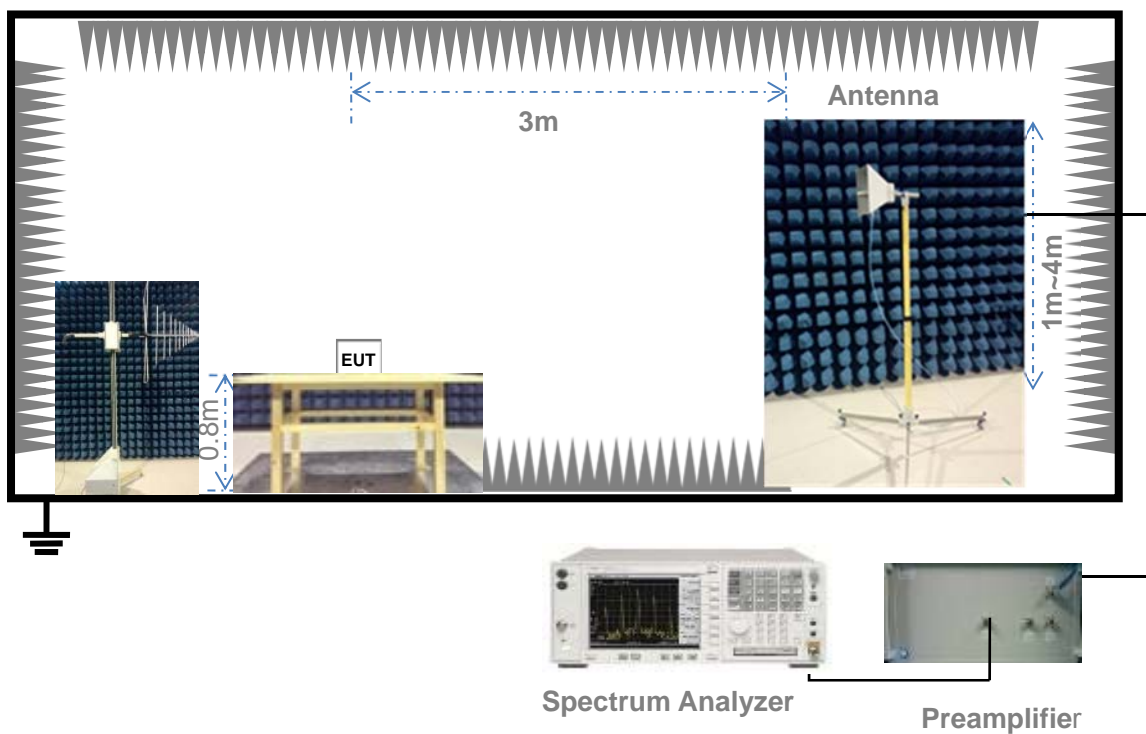 Antenna
3m
1m~4m
EUT
0.8m
Spectrum Analyzer
Preamplifier